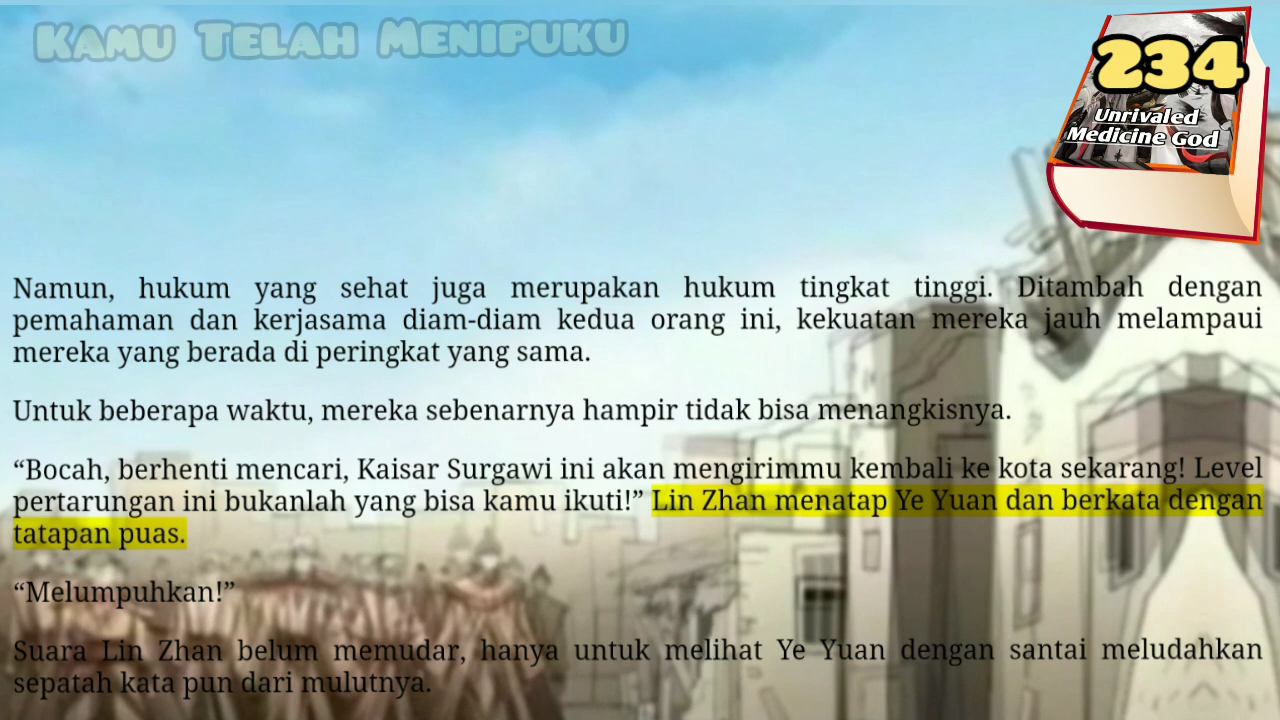 Kamu Telah Menipuku
234
Unrivaled
Medicine God
Namun, hukum yang sehat juga merupakan hukum tingkat tinggi. Ditambah dengan
pemahaman dan kerjasama diam-diam kedua orang ini, kekuatan mereka jauh melampaui
mereka yang berada di peringkat yang sama.
Untuk beberapa waktu, mereka sebenarnya hampir tidak bisa menangkisnya.
“Bocah, berhenti mencari, Kaisar Surgawi ini akan mengirimmu kembali ke kota sekarang! Level
pertarungan ini bukanlah yang bisa kamu ikuti!” Lin Zhan menatap Ye Yuan dan berkata dengan
tatapan puas.
“Melumpuhkan!”
Suara Lin Zhan belum memudar, hanya untuk melihat Ye Yuan dengan santai meludahkan
sepatah kata pun dari mulutnya.